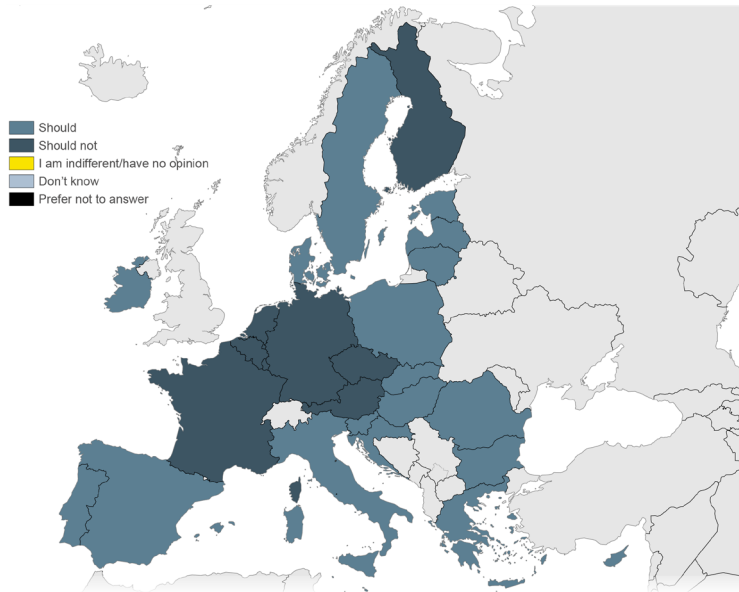 Should
Should not
I am indifferent/have no opinion
Don't know
Prefer not to answer